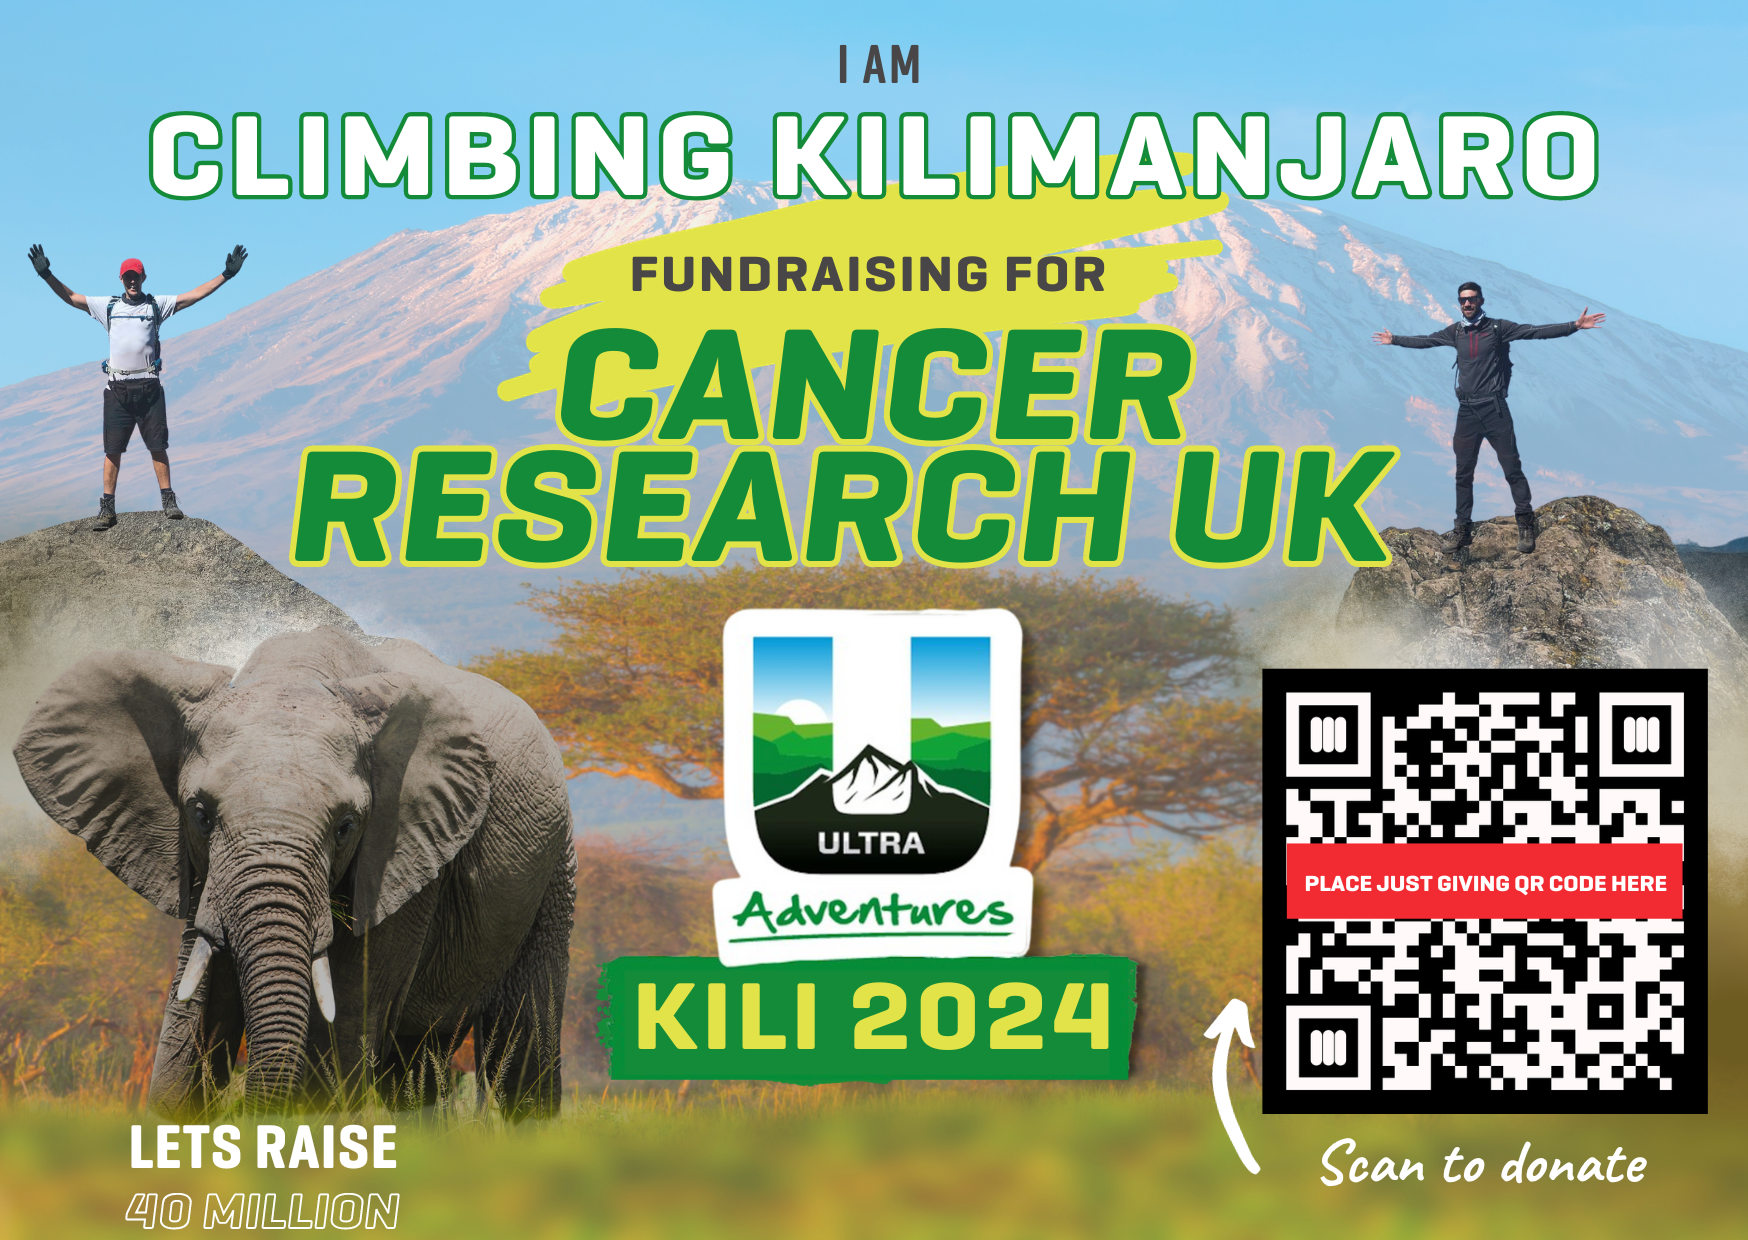 I AM
CLIMBING KILIMANJARO
FUNDRAISING FOR
CANCER
RESEARCH UK
ULTRA
Adventures
KILI 2024
PLACE JUST GIVING QR CODE HERE
Scan to donate
LETS RAISE
40 MILLION